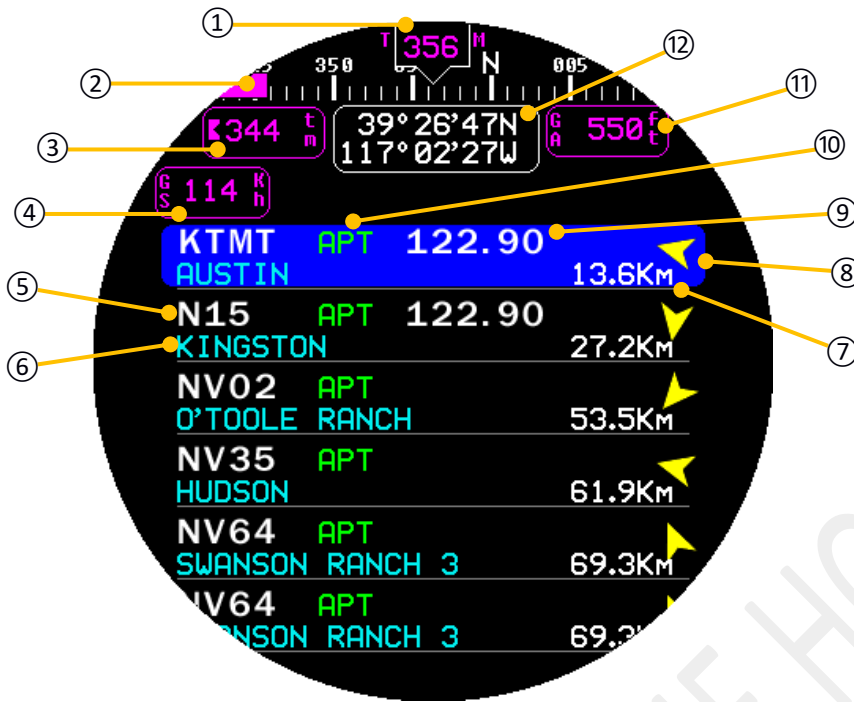 ①
T 356 M
②
350
N
005
⑫
⑪
③
344 t m
39°26'47N
117°02'27W
G A 550 f t
⑩
④
G S 114 K h
⑨
KTMT APT 122.90
AUSTIN 13.6Km
⑧
⑤
N15 APT 122.90
⑦
⑥
KINGSTON 27.2Km
NV02 APT
O'TOOLE RANCH 53.5Km
NV35 APT
HUDSON 61.9Km
NV64 APT
SWANSON RANCH 3 69.3Km
APT
RANCH 3